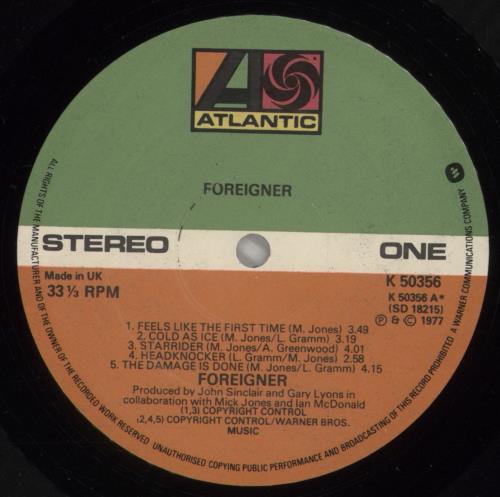 ATLANTIC
FOREIGNER
STEREO
ONE
Made in UK
33 ⅓ RPM
K 50356
K 50356 A*
(SD 18215)
Ⓟ & © 1977
1. FEELS LIKE THE FIRST TIME (M. Jones) 3.49
2. COLD AS ICE (M. Jones/L. Gramm) 3.19
3. STARRIDER (M. Jones/A. Greenwood) 4.01
4. HEADKNOCKER (L. Gramm/M. Jones) 2.58
5. THE DAMAGE IS DONE (M. Jones/L. Gramm) 4.15
FOREIGNER
Produced by John Sinclair and Gary Lyons in
collaboration with Mick Jones and Ian McDonald
(1,3) COPYRIGHT CONTROL
(2,4,5) COPYRIGHT CONTROL/WARNER BROS.
MUSIC
ALL RIGHTS OF THE MANUFACTURER AND OF THE OWNER OF THE RECORDED WORK RESERVED. UNAUTHORISED COPYING PUBLIC PERFORMANCE AND BROADCASTING OF THIS RECORD PROHIBITED. A WARNER COMMUNICATIONS COMPANY